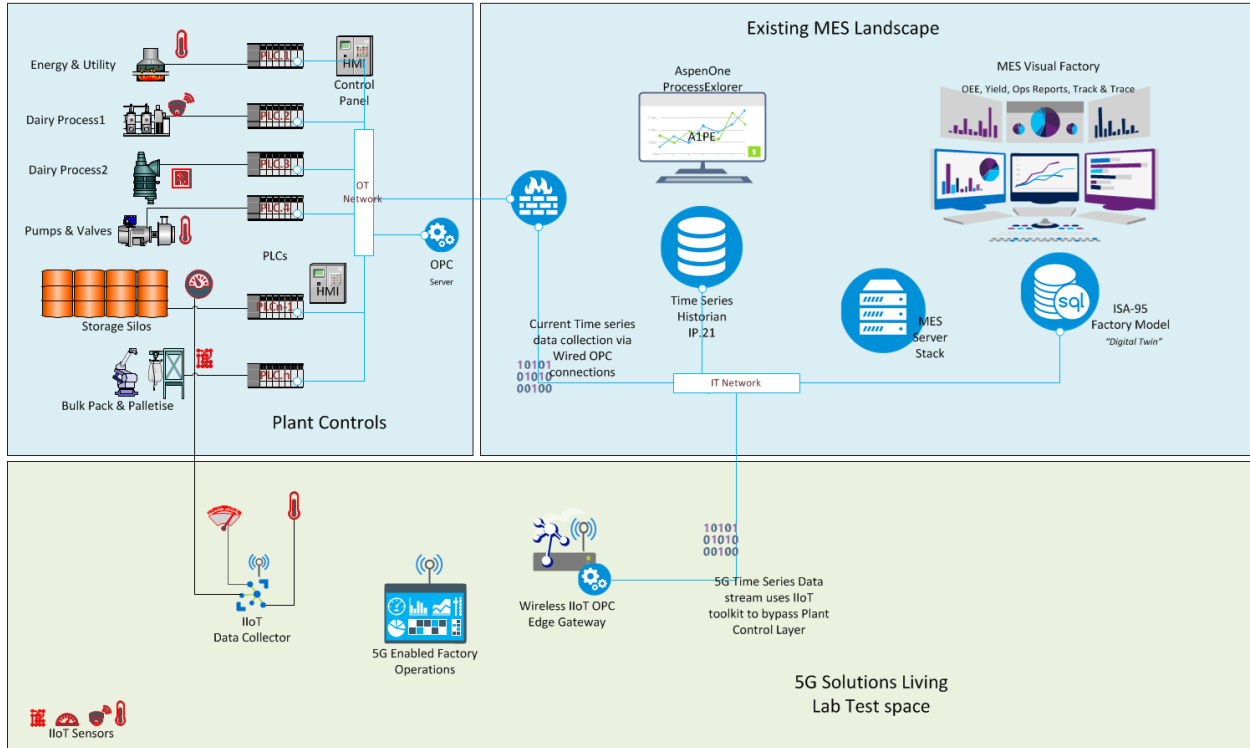 Existing MES Landscape
Energy & Utility
PLC.1
HMI
Control
Panel
Dairy Process1
PLC.2
Dairy Process2
PLC.3
OT
Network
PLC.4
Pumps & Valves
PLCs
OPC
Server
HMI
PLCn-1
Storage Silos
PLC.n
Bulk Pack & Palletise
Plant Controls
AspenOne
ProcessExlorer
A1PE
MES Visual Factory
OEE, Yield, Ops Reports, Track & Trace
Time Series
Historian
IP.21
MES
Server
Stack
sql
ISA-95
Factory Model
"Digital Twin"
Current Time series
data collection via
Wired OPC
connections
10101
01010
00100
IT Network
IIoT
Data Collector
5G Enabled Factory
Operations
Wireless IIoT OPC
Edge Gateway
10101
01010
00100
5G Time Series Data
stream uses IIoT
toolkit to bypass Plant
Control Layer
5G Solutions Living
Lab Test space
IIoT Sensors